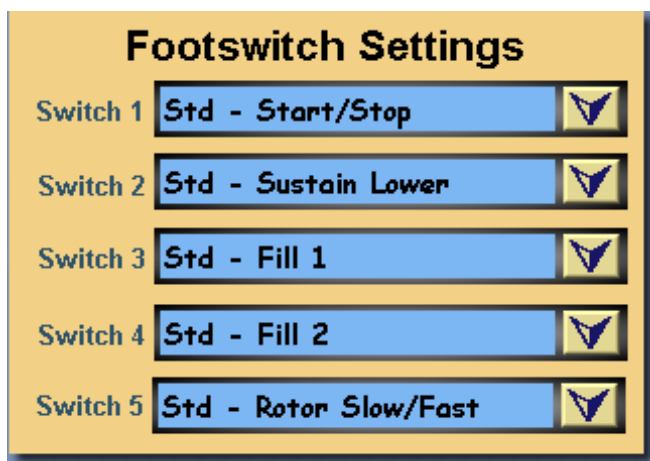 Footswitch Settings
Switch 1 Std - Start/Stop
Switch 2 Std - Sustain Lower
Switch 3 Std - Fill 1
Switch 4 Std - Fill 2
Switch 5 Std - Rotor Slow/Fast